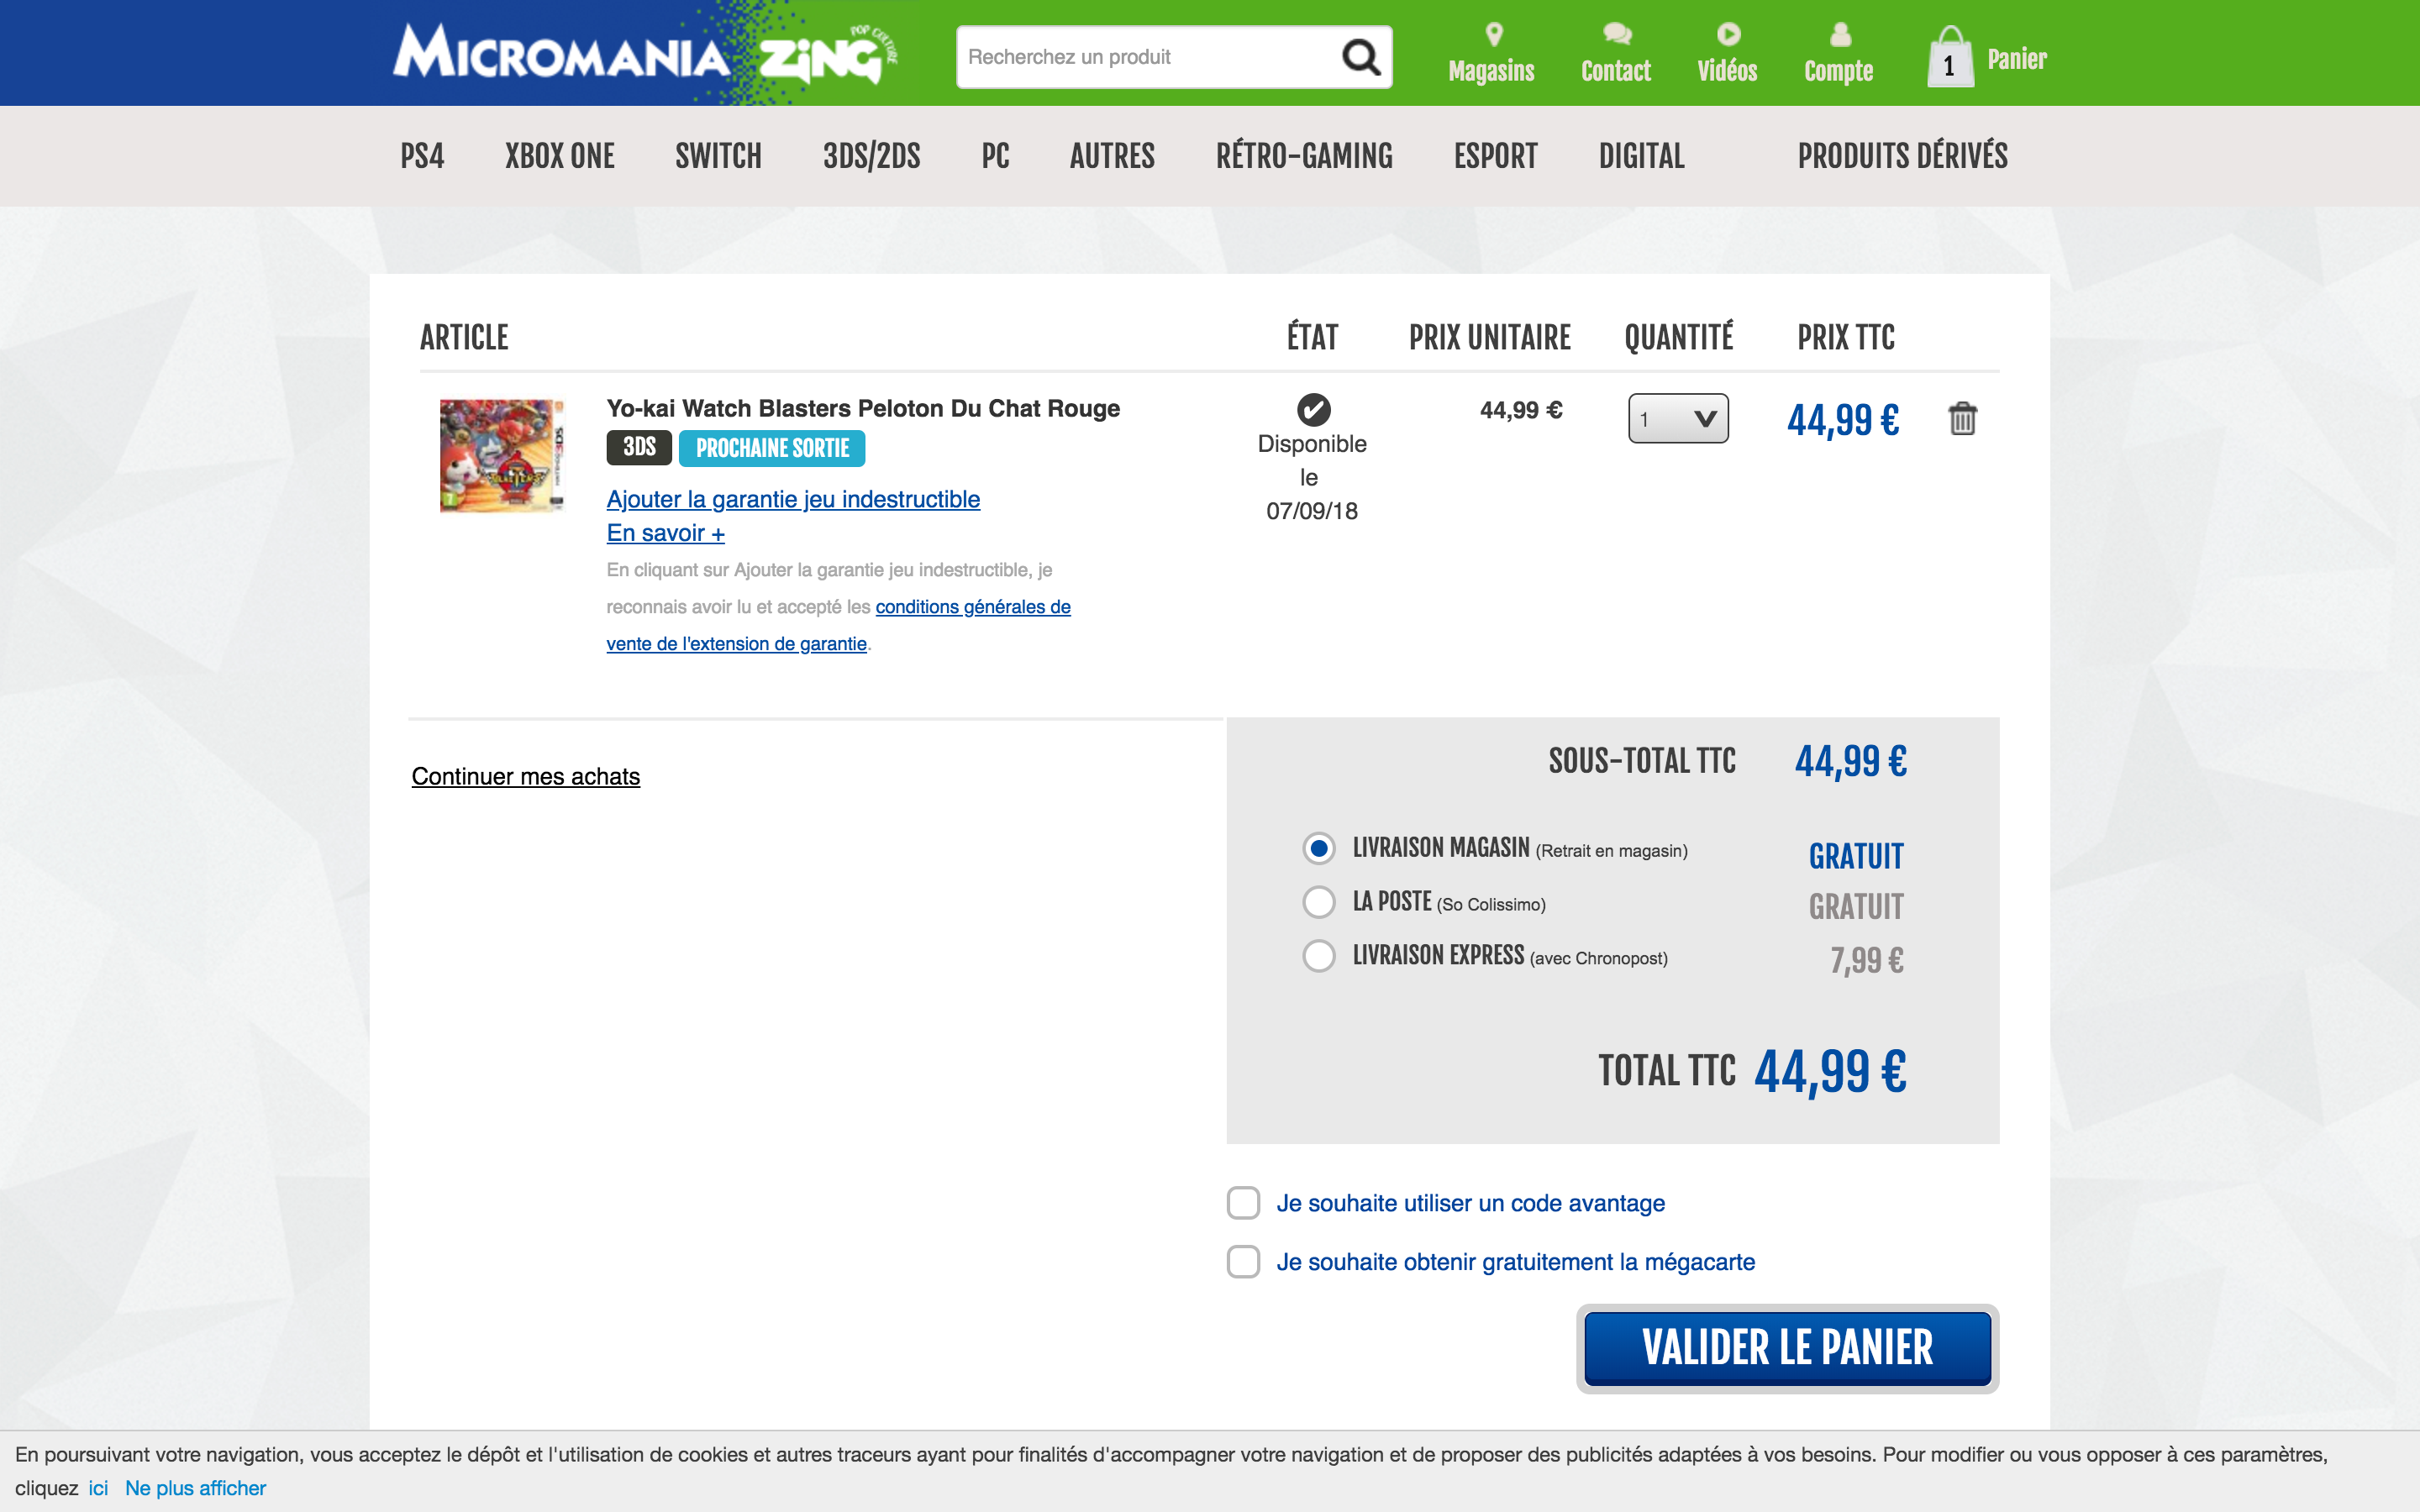 MICROMANIA ZiNG POP CULTURE
Recherchez un produit
Magasins
Contact
Vidéos
Compte
1
Panier
PS4
XBOX ONE
SWITCH
3DS/2DS
PC
AUTRES
RÉTRO-GAMING
ESPORT
DIGITAL
PRODUITS DÉRIVÉS
ARTICLE
ÉTAT
PRIX UNITAIRE
QUANTITÉ
PRIX TTC
Yo-kai Watch Blasters Peloton Du Chat Rouge
3DS
PROCHAINE SORTIE
Ajouter la garantie jeu indestructible
En savoir +
En cliquant sur Ajouter la garantie jeu indestructible, je
reconnais avoir lu et accepté les conditions générales de
vente de l'extension de garantie.
Disponible
le
07/09/18
44,99 €
1
44,99 €
Continuer mes achats
SOUS-TOTAL TTC 44,99 €
LIVRAISON MAGASIN (Retrait en magasin) GRATUIT
LA POSTE (So Colissimo) GRATUIT
LIVRAISON EXPRESS (avec Chronopost) 7,99 €
TOTAL TTC 44,99 €
Je souhaite utiliser un code avantage
Je souhaite obtenir gratuitement la mégacarte
VALIDER LE PANIER
En poursuivant votre navigation, vous acceptez le dépôt et l'utilisation de cookies et autres traceurs ayant pour finalités d'accompagner votre navigation et de proposer des publicités adaptées à vos besoins. Pour modifier ou vous opposer à ces paramètres,
cliquez ici Ne plus afficher